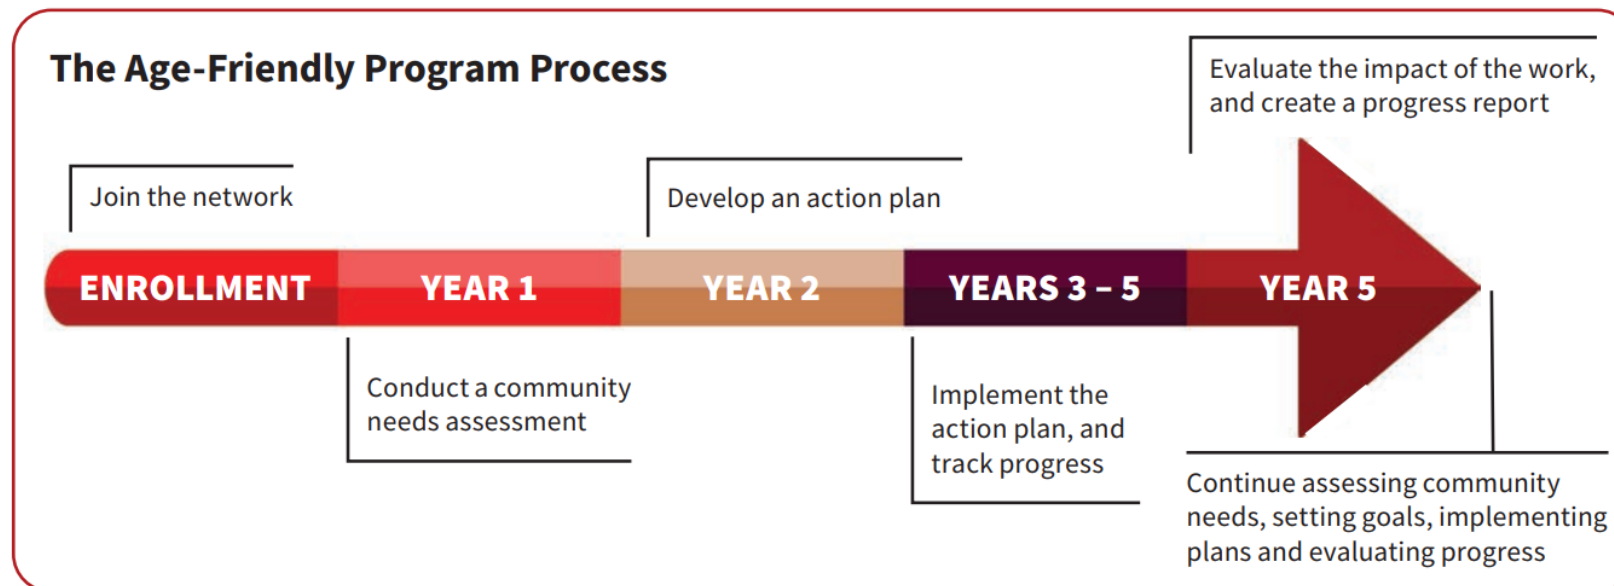 The Age-Friendly Program Process
Evaluate the impact of the work,
and create a progress report
Join the network
Develop an action plan
ENROLLMENT
YEAR 1
YEAR 2
YEARS 3 – 5
YEAR 5
Conduct a community
needs assessment
Implement the
action plan, and
track progress
Continue assessing community
needs, setting goals, implementing
plans and evaluating progress